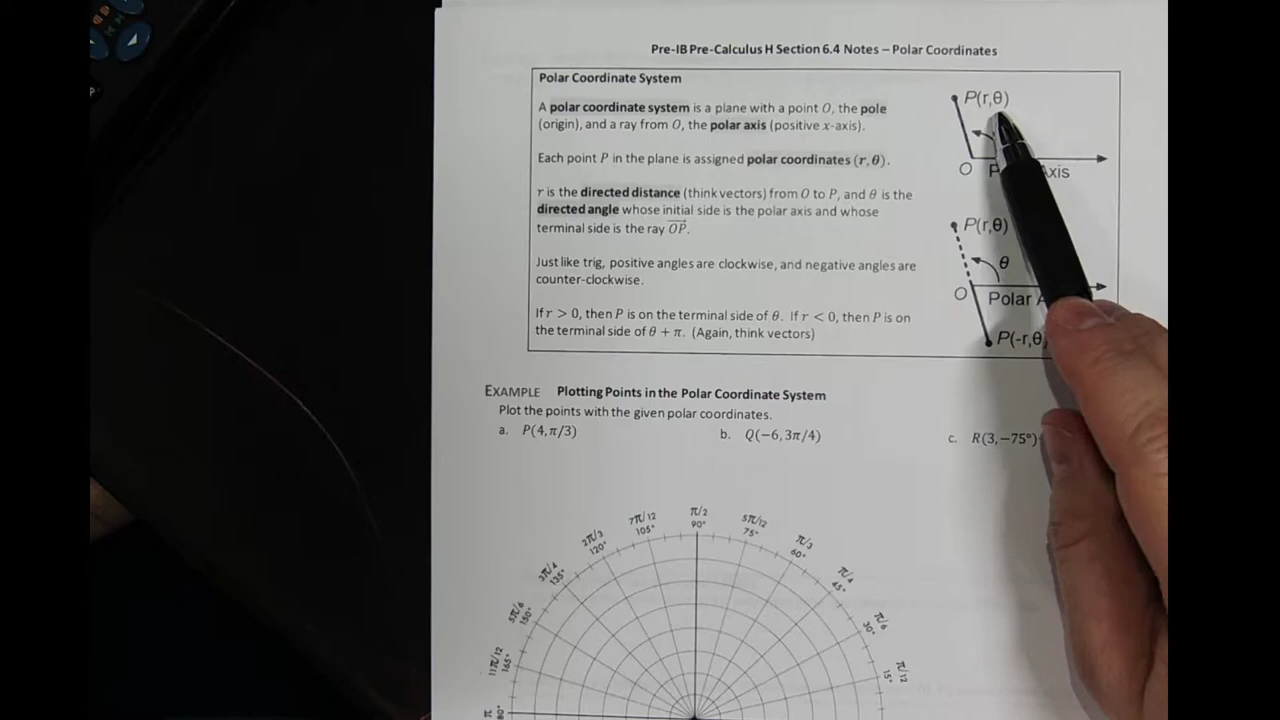 Pre-IB Pre-Calculus H Section 6.4 Notes – Polar Coordinates
Polar Coordinate System
A polar coordinate system is a plane with a point O, the pole
(origin), and a ray from O, the polar axis (positive x-axis).
Each point P in the plane is assigned polar coordinates (r, θ).
r is the directed distance (think vectors) from O to P, and θ is the
directed angle whose initial side is the polar axis and whose
terminal side is the ray OP.
Just like trig, positive angles are clockwise, and negative angles are
counter-clockwise.
If r > 0, then P is on the terminal side of θ. If r < 0, then P is on
the terminal side of θ + π. (Again, think vectors)
P(r,θ)
O
P(r,θ)
θ
O Polar
P(-r,θ
EXAMPLE Plotting Points in the Polar Coordinate System
Plot the points with the given polar coordinates.
a. P(4, π/3) b. Q(−6, 3π/4) c. R(3, −75°)
π/2
90°
7π/12
105°
5π/12
75°
2π/3
120°
π/3
60°
3π/4
135°
π/4
45°
5π/6
150°
π/6
30°
11π/12
165°
π/12
15°
π